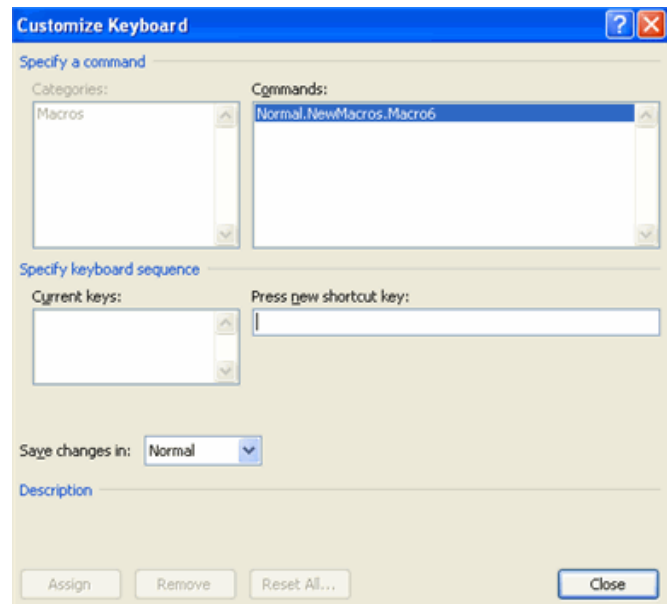 Customize Keyboard
Specify a command
Categories:
Commands:
Macros
Normal.NewMacros.Macro6
Specify keyboard sequence
Current keys:
Press new shortcut key:
Save changes in:
Normal
Description
Assign
Remove
Reset All...
Close